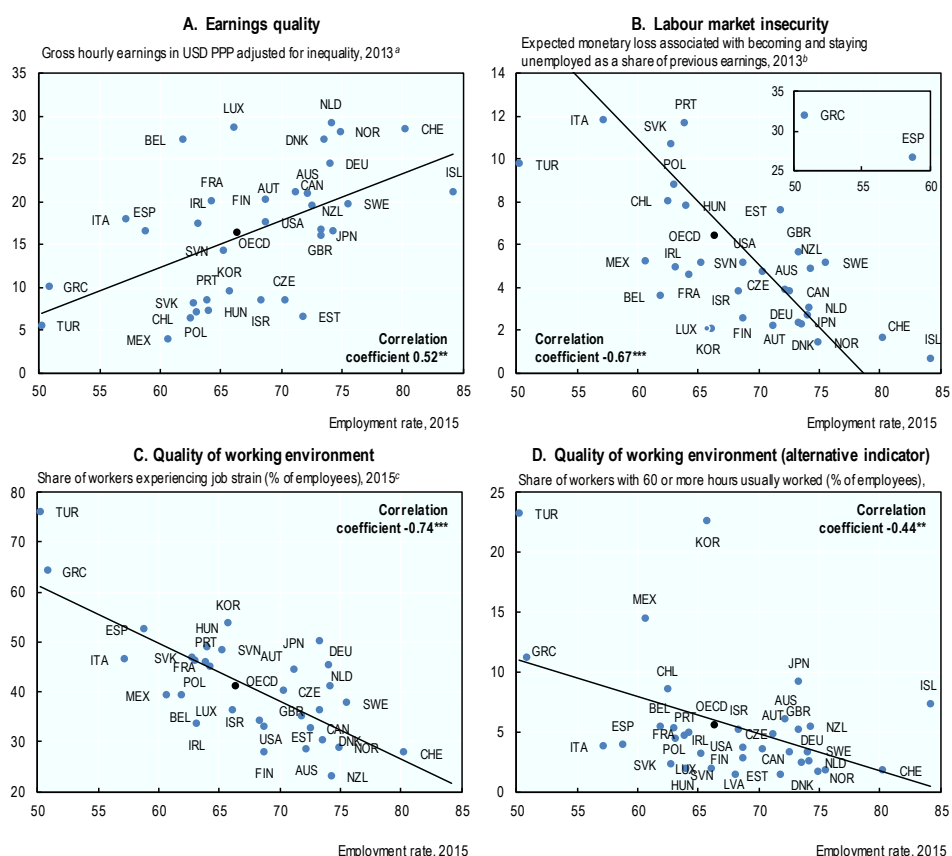 A. Earnings quality
Gross hourly earnings in USD PPP adjusted for inequality, 2013 a
35
30
25
20
15
10
5
0
50 55 60 65 70 75 80 85
LUX
NLD
BEL
DNK
NOR
CHE
DEU
ISL
FRA
AUS
AUT
CAN
IRL
FIN
ITA
ESP
USA
NZL
SWE
SVN
OECD
GBR
JPN
GRC
PRT
KOR
CZE
SVK
CHL
HUN
ISR
EST
TUR
MEX
POL
Correlation
coefficient 0.52**
Employment rate, 2015
B. Labour market insecurity
Expected monetary loss associated with becoming and staying
unemployed as a share of previous earnings, 2013 b
14
12
10
8
6
4
2
0
50 55 60 65 70 75 80 85
35
30
25
50 55 60
GRC
ESP
ITA
PRT
SVK
TUR
POL
CHL
HUN
EST
OECD
USA
GBR
MEX
IRL
SVN
NZL
SWE
CZE
AUS
BEL
FRA
ISR
CAN
NLD
LUX
KOR
FIN
DEU
JPN
AUT
DNK
NOR
CHE
ISL
Correlation
coefficient -0.67***
Employment rate, 2015
C. Quality of working environment
Share of workers experiencing job strain (% of employees), 2015 c
80
70
60
50
40
30
20
50 55 60 65 70 75 80 85
Correlation
coefficient -0.74***
TUR
GRC
KOR
ESP
HUN
PRT
JPN
ITA
SVK
FRA
SVN
AUT
DEU
MEX
POL
OECD
CZE
NLD
BEL
LUX
ISR
GBR
SWE
IRL
USA
EST
CAN
DNK
NOR
CHE
FIN
AUS
NZL
Employment rate, 2015
D. Quality of working environment (alternative indicator)
Share of workers with 60 or more hours usually worked (% of employees),
25
20
15
10
5
0
50 55 60 65 70 75 80 85
Correlation
coefficient -0.44**
TUR
KOR
MEX
GRC
CHL
JPN
ISL
BEL
OECD
AUS
ESP
PRT
ISR
AUT
GBR
NZL
ITA
FRA
IRL
USA
CZE
DEU
POL
FIN
CAN
SWE
SVK
LUX
SVN
NLD
HUN
LVA
EST
DNK
NOR
CHE
Employment rate, 2015